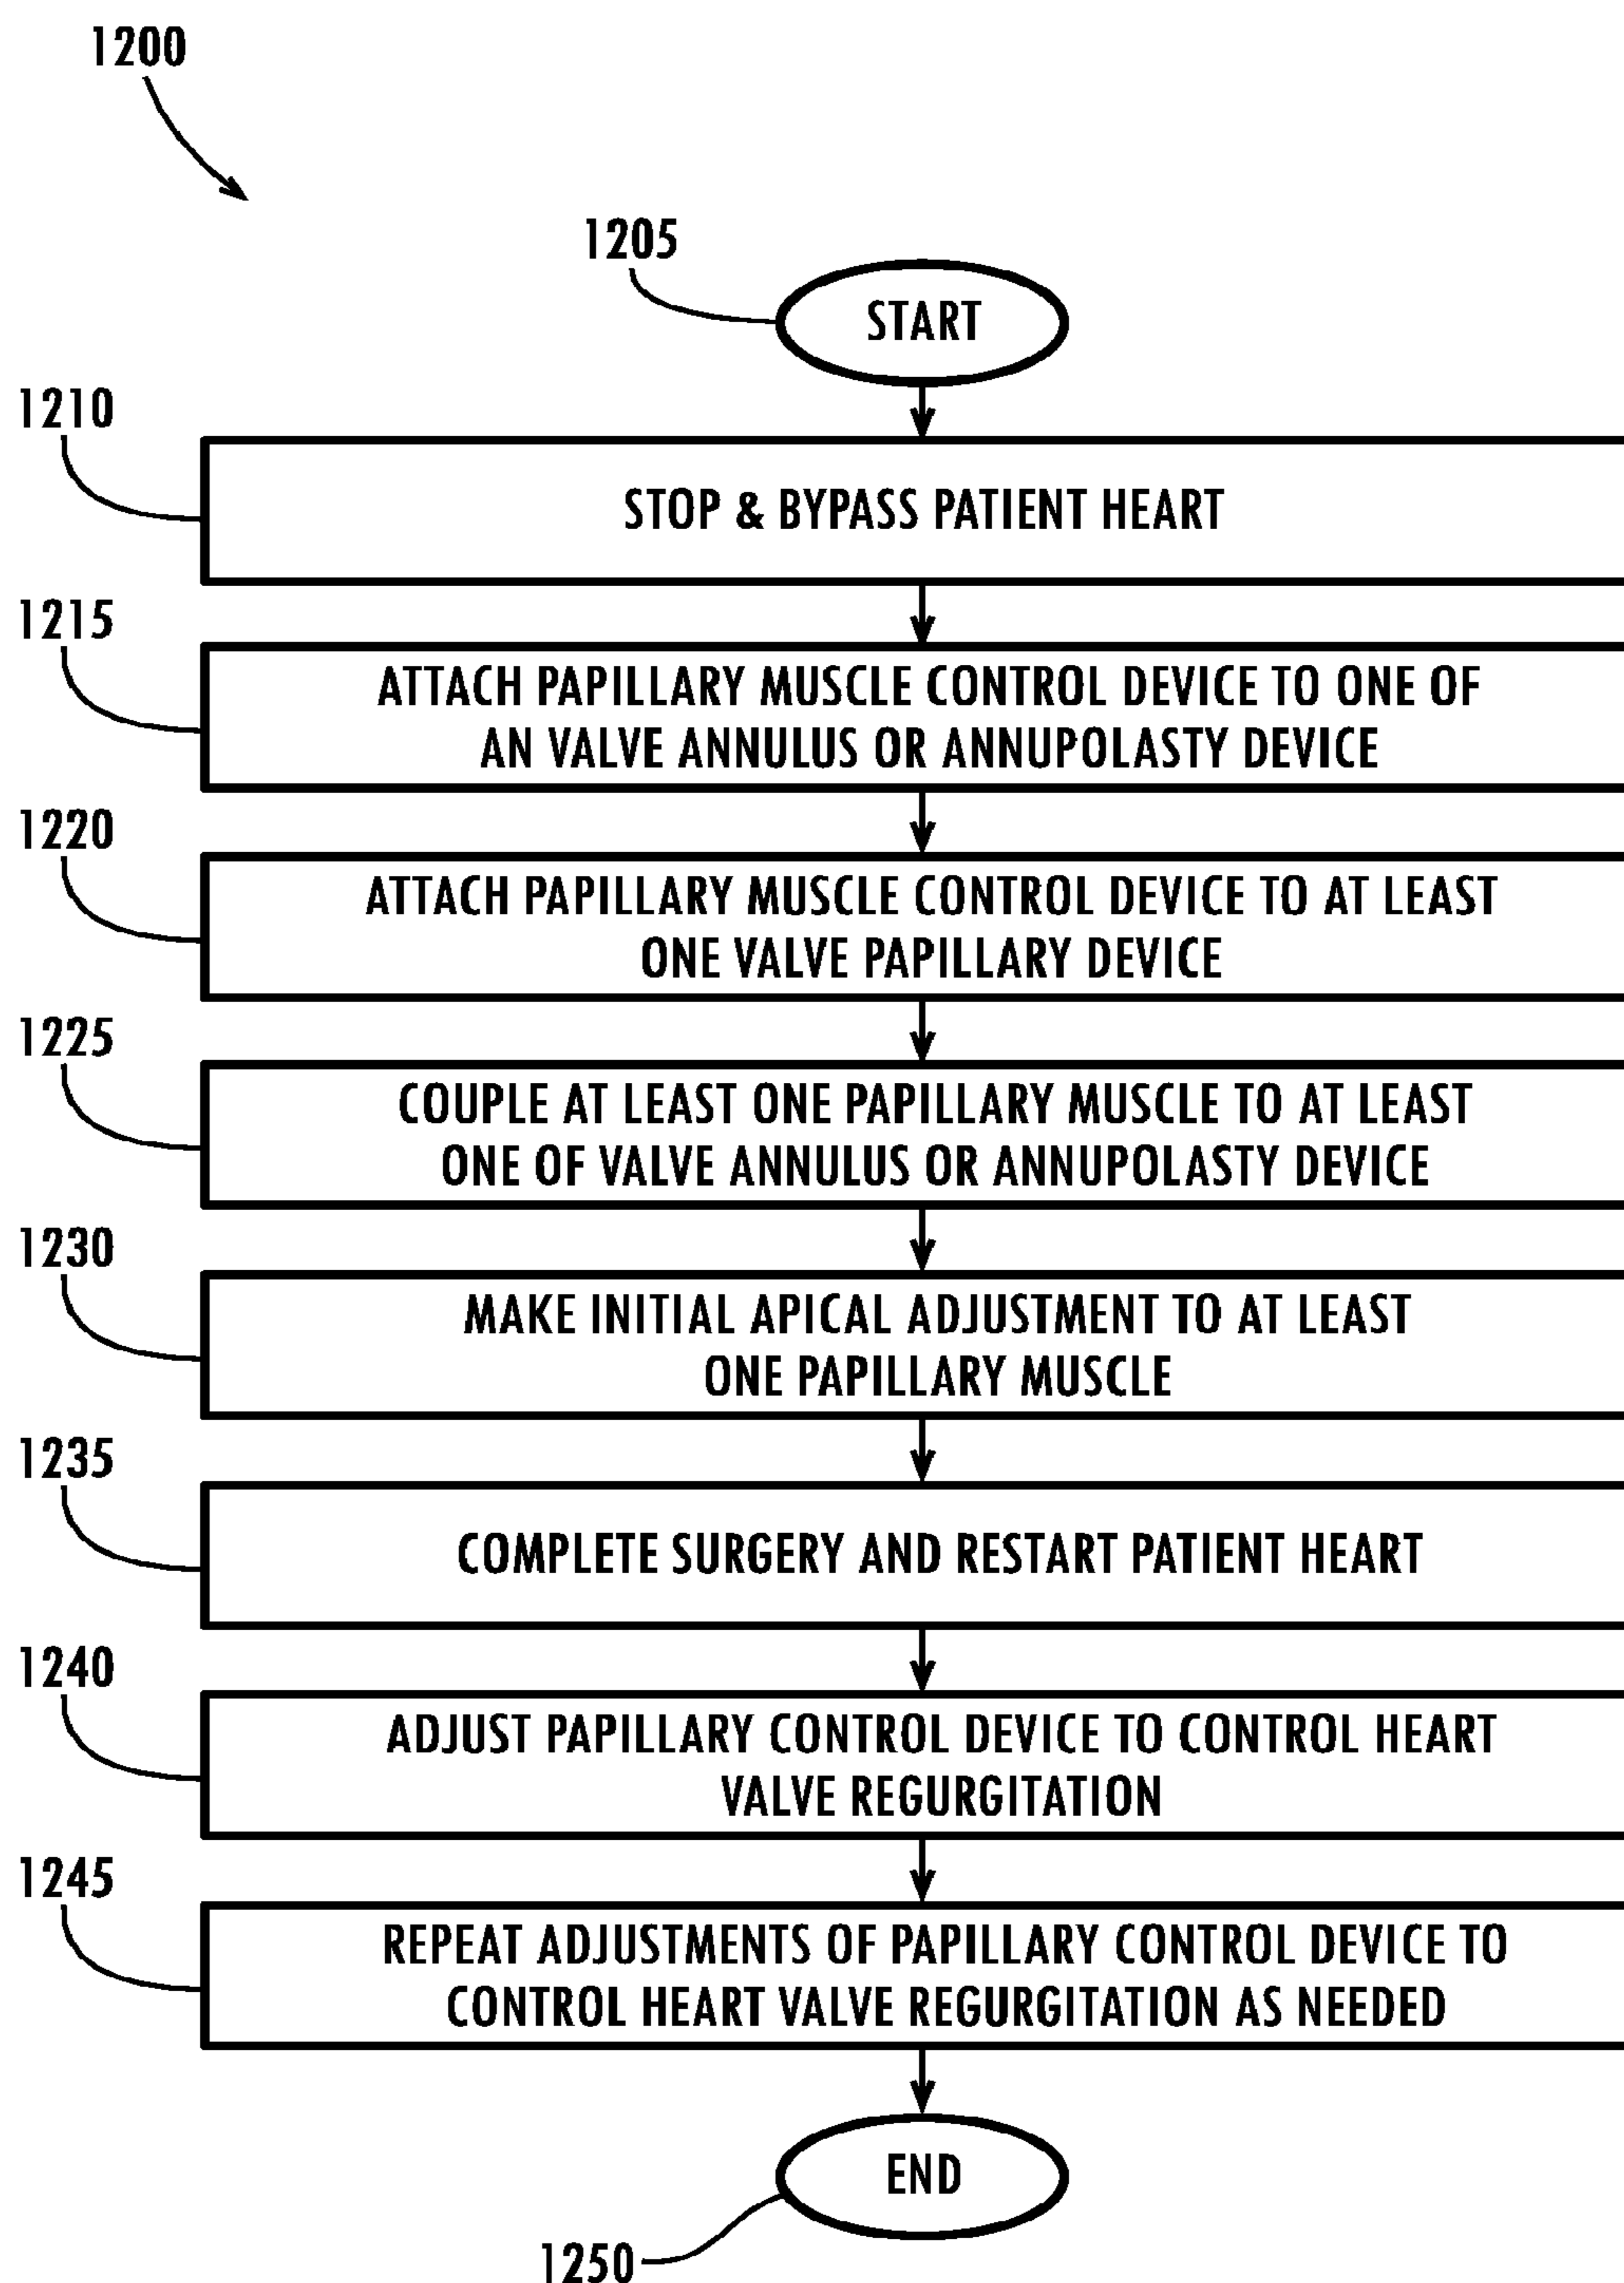 1200
1205
START
1210
STOP & BYPASS PATIENT HEART
1215
ATTACH PAPILLARY MUSCLE CONTROL DEVICE TO ONE OF
AN VALVE ANNULUS OR ANNUPOLASTY DEVICE
1220
ATTACH PAPILLARY MUSCLE CONTROL DEVICE TO AT LEAST
ONE VALVE PAPILLARY DEVICE
1225
COUPLE AT LEAST ONE PAPILLARY MUSCLE TO AT LEAST
ONE OF VALVE ANNULUS OR ANNUPOLASTY DEVICE
1230
MAKE INITIAL APICAL ADJUSTMENT TO AT LEAST
ONE PAPILLARY MUSCLE
1235
COMPLETE SURGERY AND RESTART PATIENT HEART
1240
ADJUST PAPILLARY CONTROL DEVICE TO CONTROL HEART
VALVE REGURGITATION
1245
REPEAT ADJUSTMENTS OF PAPILLARY CONTROL DEVICE TO
CONTROL HEART VALVE REGURGITATION AS NEEDED
END
1250